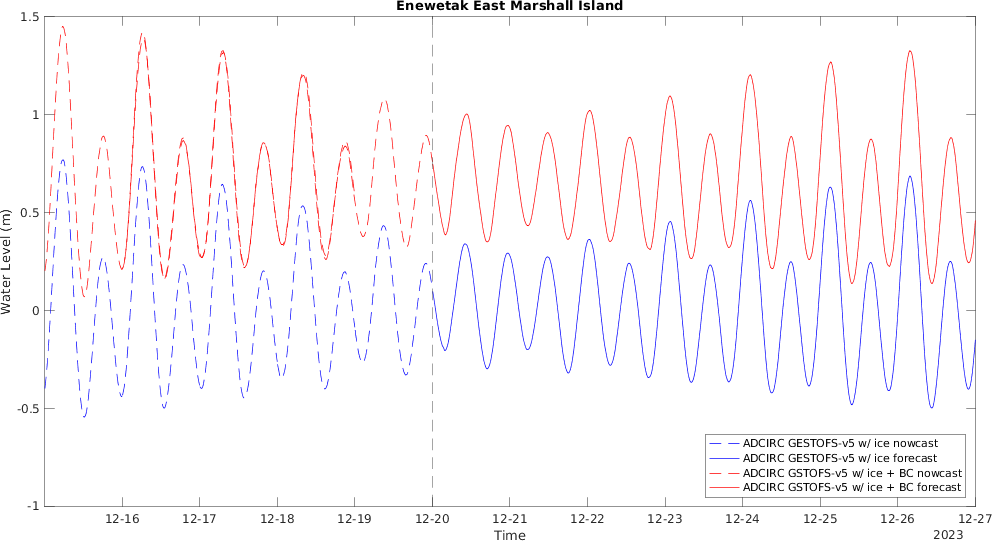 Enewetak East Marshall Island
1.5
1
0.5
0
-0.5
-1
Water Level (m)
ADCIRC GESTOFS-v5 w/ ice nowcast
ADCIRC GESTOFS-v5 w/ ice forecast
ADCIRC GSTOFS-v5 w/ ice + BC nowcast
ADCIRC GSTOFS-v5 w/ ice + BC forecast
12-16 12-17 12-18 12-19 12-20 12-21 12-22 12-23 12-24 12-25 12-26 12-27
Time
2023